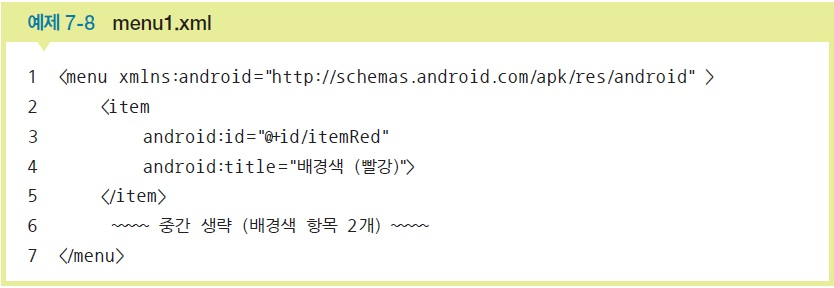 예제 7-8 menu1.xml
1 <menu xmlns:android="http://schemas.android.com/apk/res/android" >
2 <item
3 android:id="@+id/itemRed"
4 android:title="배경색 (빨강)">
5 </item>
6 ~~~~~ 중간 생략 (배경색 항목 2개) ~~~~~
7 </menu>